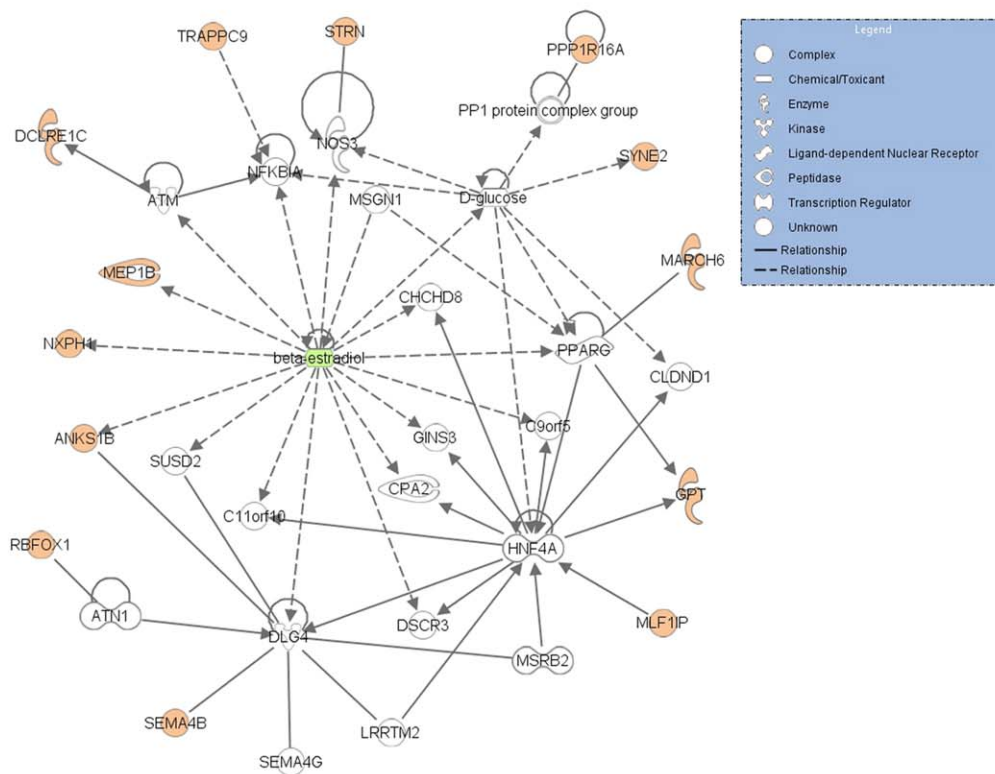 TRAPPC9
STRN
PPP1R16A
PP1 protein complex group
DCLRE1C
NOS3
NFKBIA
SYNE2
ATM
MSGN1
D-glucose
MARCH6
MEP1B
CHCHD8
NXPH1
beta-estradiol
PPARG
CLDND1
ANKS1B
GINS3
C9orf5
SUSD2
CPA2
GPT
C11orf10
RBFOX1
HNF4A
ATN1
DLG4
DSCR3
MLF1IP
MSRB2
SEMA4B
LRRTM2
SEMA4G
Legend
Complex
Chemical/Toxicant
Enzyme
Kinase
Ligand-dependent Nuclear Receptor
Peptidase
Transcription Regulator
Unknown
Relationship
Relationship